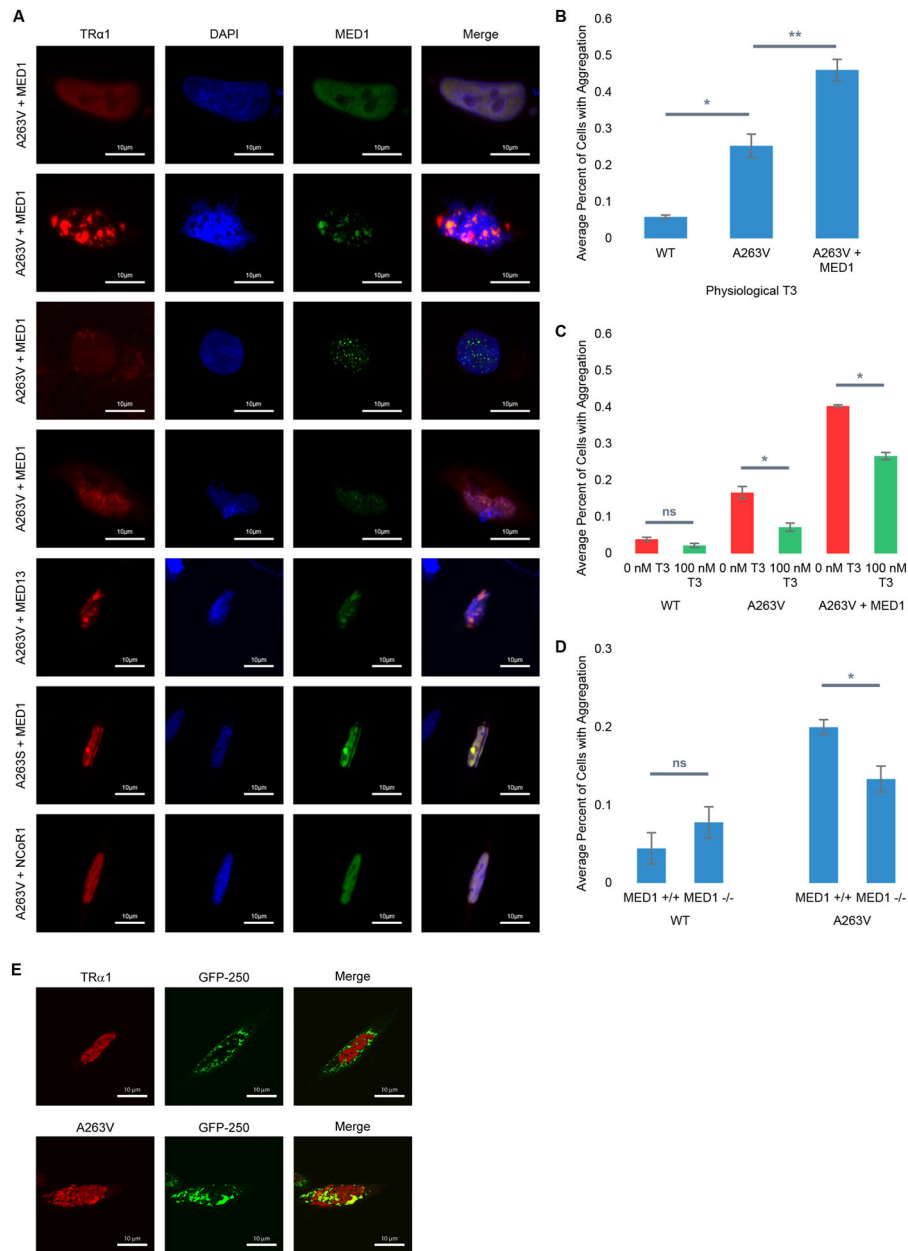 A
TRα1 DAPI MED1 Merge
A263V + MED1
10μm 10μm 10μm 10μm
A263V + MED1
10μm 10μm 10μm 10μm
A263V + MED1
10μm 10μm 10μm 10μm
A263V + MED1
10μm 10μm 10μm 10μm
A263V + MED13
10μm 10μm 10μm 10μm
A263S + MED1
10μm 10μm 10μm 10μm
A263V + NCoR1
10μm 10μm 10μm 10μm
B
Average Percent of Cells with Aggregation
0.6
0.5
0.4
0.3
0.2
0.1
0
*
**
WT A263V A263V +
MED1
Physiological T3
C
Average Percent of Cells with Aggregation
0.6
0.5
0.4
0.3
0.2
0.1
0
ns
*
*
0 nM T3 100 nM 0 nM T3 100 nM 0 nM T3 100 nM
T3 T3 T3
WT A263V A263V + MED1
D
Average Percent of Cells with Aggregation
0.3
0.2
0.1
0
ns
*
MED1 +/+ MED1 -/- MED1 +/+ MED1 -/-
WT A263V
E
TRα1 GFP-250 Merge
10 μm 10 μm 10 μm
A263V GFP-250 Merge
10 μm 10 μm 10 μm